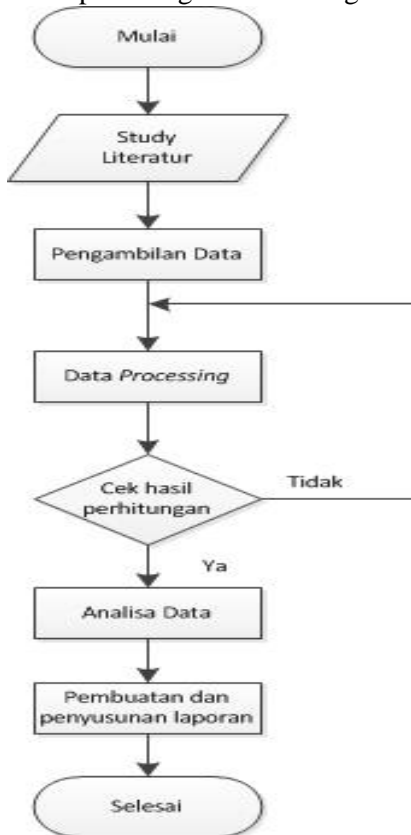 Mulai
Study
Literatur
Pengambilan Data
Data Processing
Cek hasil
perhitungan
Tidak
Ya
Analisa Data
Pembuatan dan
penyusunan laporan
Selesai